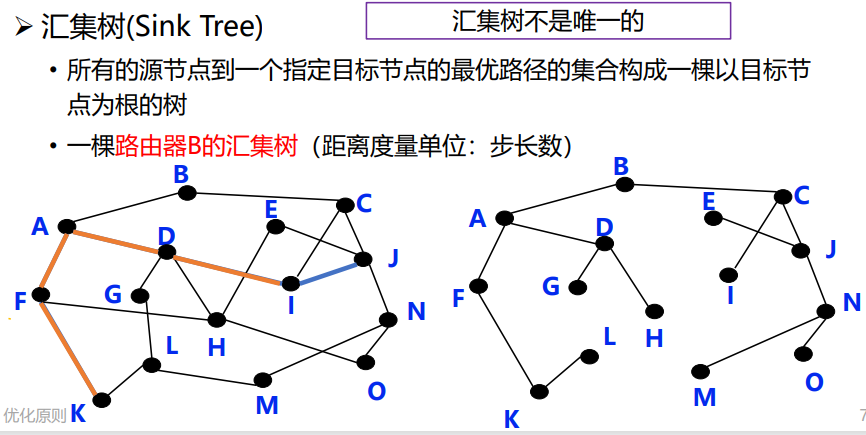 ➢ 汇集树(Sink Tree)
汇集树不是唯一的
• 所有的源节点到一个指定目标节点的最优路径的集合构成一棵以目标节
点为根的树
• 一棵路由器B的汇集树（距离度量单位：步长数）
B
A
D
E
C
J
F
G
I
H
N
L
K
M
O
B
A
D
E
C
J
F
G
I
H
N
L
K
M
O
优化原则
7